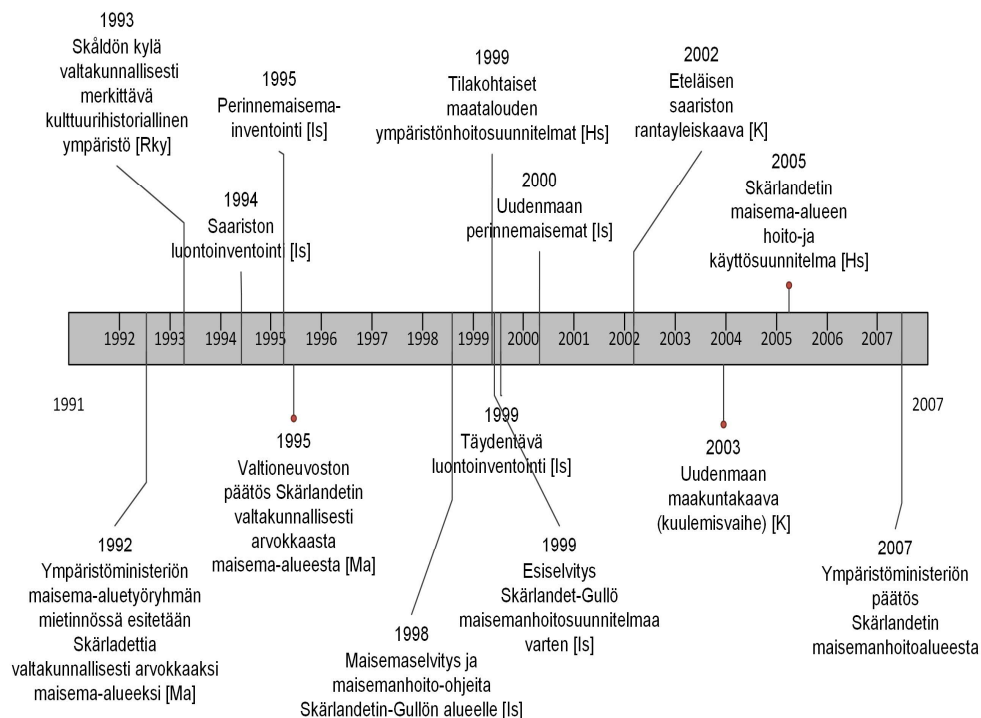 1993
Skåldön kylä
valtakunnallisesti
merkittävä
kulttuurihistoriallinen
ympäristö [Rky]
1995
Perinnemaisema-
inventointi [Is]
1994
Saariston
luontoinventointi [Is]
1999
Tilakohtaiset
maatalouden
ympäristönhoitosuunnitelmat [Hs]
2000
Uudenmaan
perinnemaisemat [Is]
2002
Eteläisen
saariston
rantayleiskaava [K]
2005
Skärlandetin
maisema-alueen
hoito-ja
käyttösuunnitelma [Hs]
1992 1993 1994 1995 1996 1997 1998 1999 2000 2001 2002 2003 2004 2005 2006 2007
1991
2007
1992
Ympäristöministeriön
maisema-aluetyöryhmän
mietinnössä esitetään
Skärladettia
valtakunnallisesti arvokkaaksi
maisema-alueeksi [Ma]
1995
Valtioneuvoston
päätös Skärlandetin
valtakunnallisesti
arvokkaasta
maisema-alueesta [Ma]
1998
Maisemaselvitys ja
maisemanhoito-ohjeita
Skärlandetin-Gullön alueelle [Is]
1999
Täydentävä
luontoinventointi [Is]
1999
Esiselvitys
Skärlandet-Gullö
maisemanhoitosuunnitelmaa
varten [Is]
2003
Uudenmaan
maakuntakaava
(kuulemisvaihe) [K]
2007
Ympäristöministeriön
päätös
Skärlandetin
maisemanhoitoalueesta